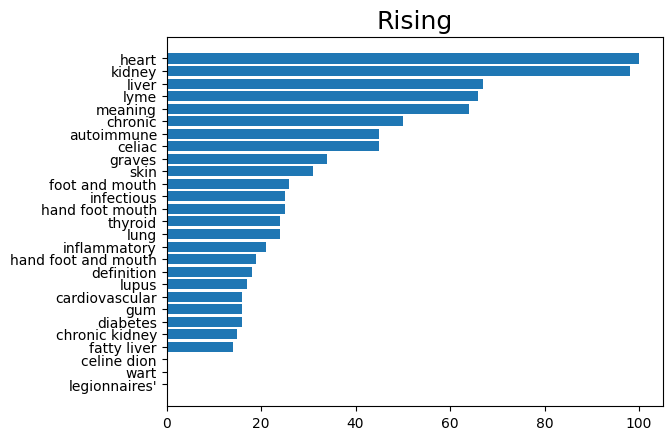 Rising
heart
kidney
liver
lyme
meaning
chronic
autoimmune
celiac
graves
skin
foot and mouth
infectious
hand foot mouth
thyroid
lung
inflammatory
hand foot and mouth
definition
lupus
cardiovascular
gum
diabetes
chronic kidney
fatty liver
celine dion
wart
legionnaires'
0 20 40 60 80 100